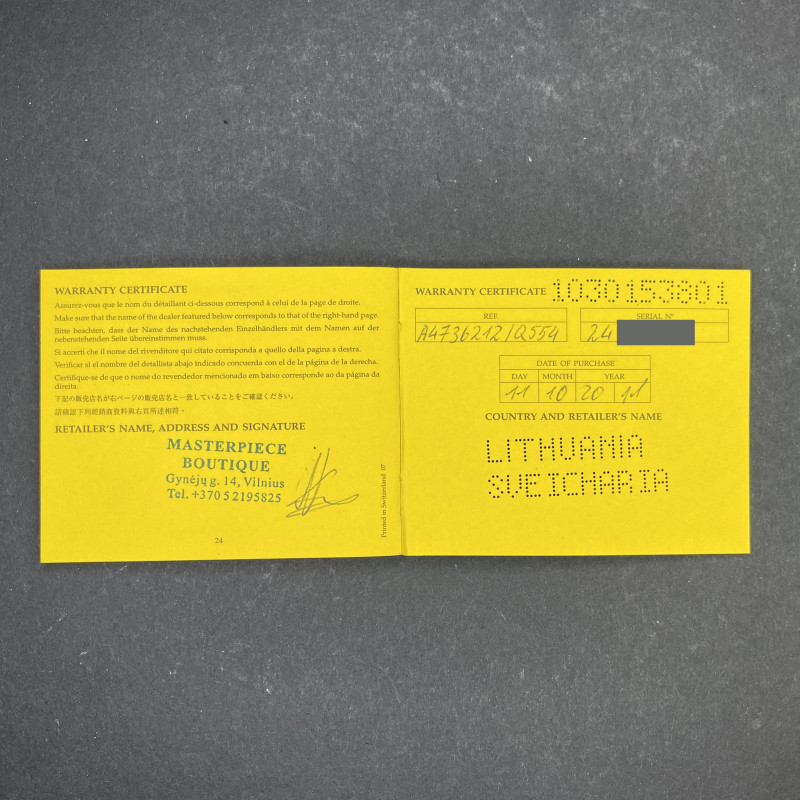 WARRANTY CERTIFICATE
Assurez-vous que le nom du détaillant ci-dessous correspond à celui de la page de droite.
Make sure that the name of the dealer featured below corresponds to that of the right-hand page.
Bitte beachten, dass der Name des nachstehenden Einzelhändlers mit dem Namen auf der
nebenstehenden Seite übereinstimmen muss.
Si accerti che il nome del rivenditore qui citato corrisponda a quello della pagina a destra.
Verificar si el nombre del detallista abajo indicado concuerda con el de la página de la derecha.
Certifique-se de que o nome do revendedor mencionado em baixo corresponde ao da página da
direita.
下記の販売店名が右ページの販売店名と一致していることをご確認ください。
請確認下列經銷商資料與右頁所述相符。
RETAILER'S NAME, ADDRESS AND SIGNATURE
MASTERPIECE
BOUTIQUE
Gynėjų g. 14, Vilnius
Tel. +370 5 2195825
24
Printed in Switzerland 07
WARRANTY CERTIFICATE 1030153801
REF. SERIAL N°
A4736212/Q554 24
DATE OF PURCHASE
DAY MONTH YEAR
11 10 20 11
COUNTRY AND RETAILER'S NAME
LITHUANIA
SVEICHARIA